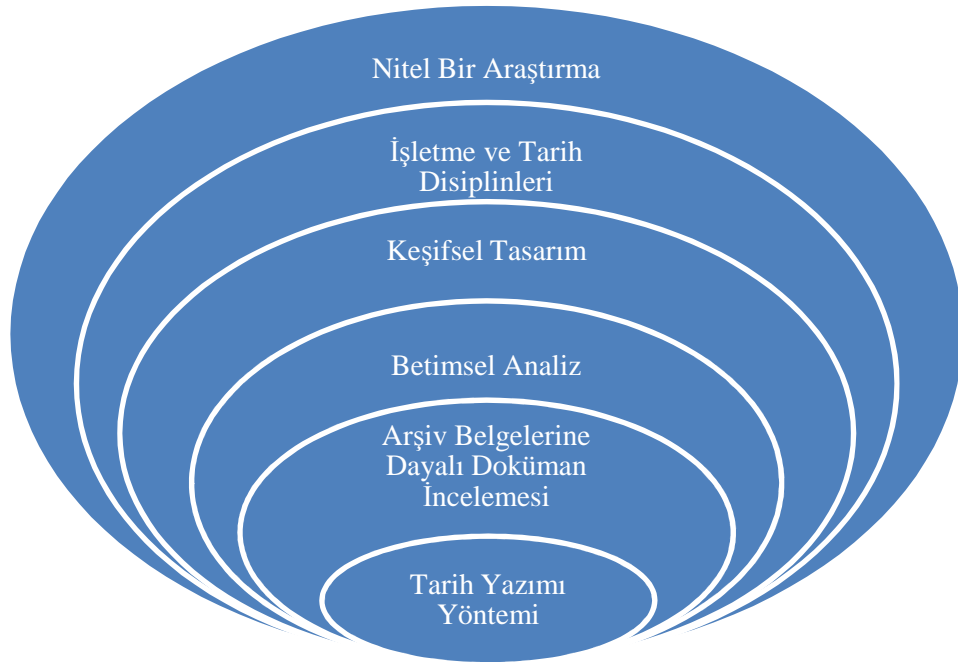 Nitel Bir Araştırma
İşletme ve Tarih
Disiplinleri
Keşifsel Tasarım
Betimsel Analiz
Arşiv Belgelerine
Dayalı Doküman
İncelemesi
Tarih Yazımı
Yöntemi